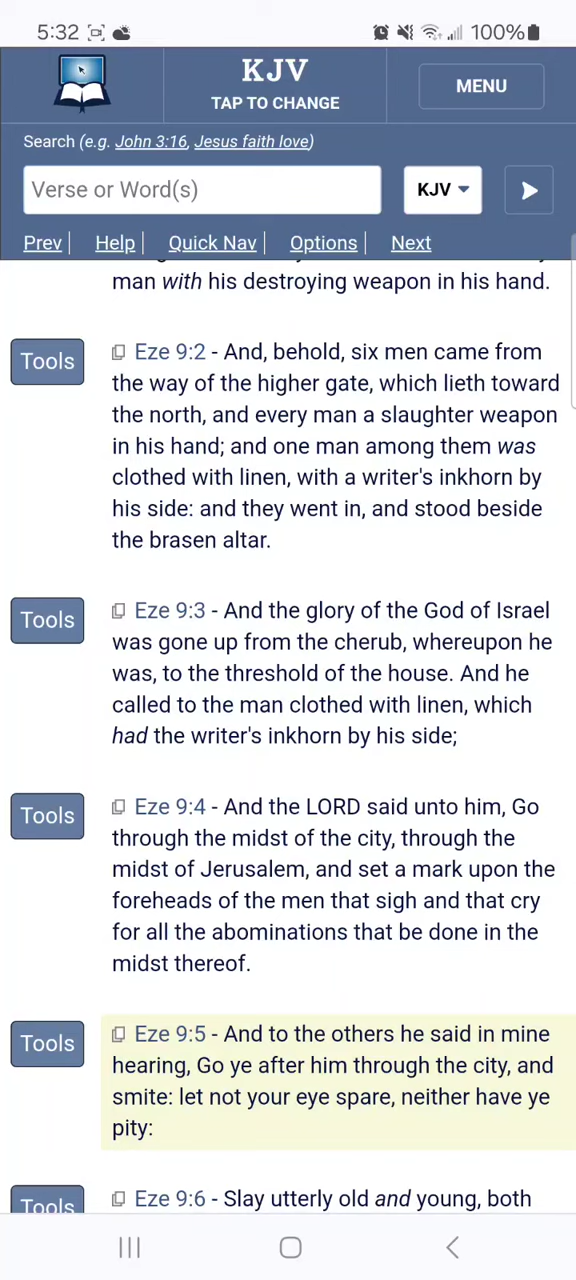 5:32 100%
KJV
TAP TO CHANGE
MENU
Search (e.g. John 3:16, Jesus faith love)
Verse or Word(s)
KJV
Prev Help Quick Nav Options Next
man with his destroying weapon in his hand.
Tools
Eze 9:2 - And, behold, six men came from
the way of the higher gate, which lieth toward
the north, and every man a slaughter weapon
in his hand; and one man among them was
clothed with linen, with a writer's inkhorn by
his side: and they went in, and stood beside
the brasen altar.
Tools
Eze 9:3 - And the glory of the God of Israel
was gone up from the cherub, whereupon he
was, to the threshold of the house. And he
called to the man clothed with linen, which
had the writer's inkhorn by his side;
Tools
Eze 9:4 - And the LORD said unto him, Go
through the midst of the city, through the
midst of Jerusalem, and set a mark upon the
foreheads of the men that sigh and that cry
for all the abominations that be done in the
midst thereof.
Tools
Eze 9:5 - And to the others he said in mine
hearing, Go ye after him through the city, and
smite: let not your eye spare, neither have ye
pity:
Tools
Eze 9:6 - Slay utterly old and young, both